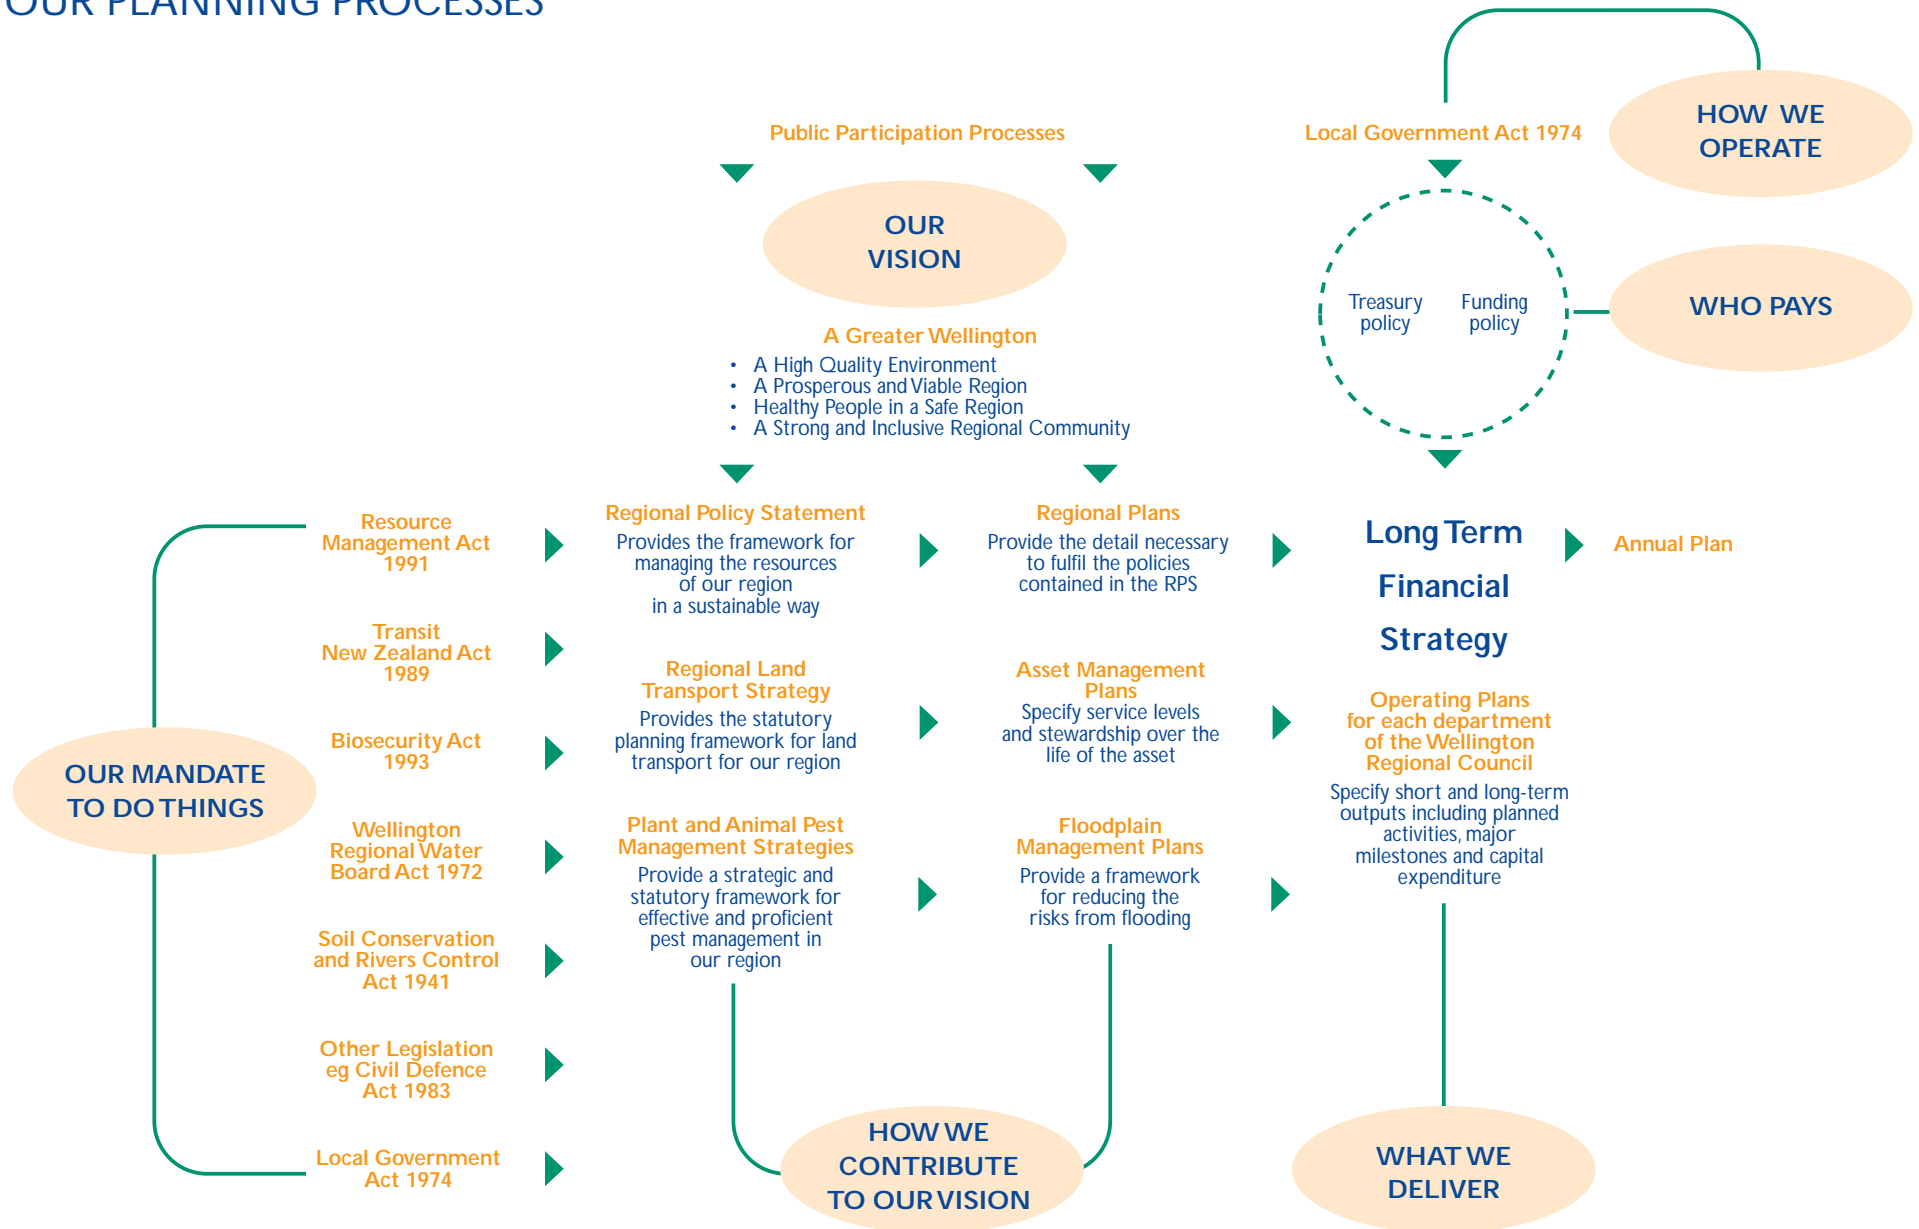 OUR PLANNING PROCESSES
Public Participation Processes
OUR
VISION
A Greater Wellington
• A High Quality Environment
• A Prosperous and Viable Region
• Healthy People in a Safe Region
• A Strong and Inclusive Regional Community
Local Government Act 1974
HOW WE
OPERATE
Treasury
policy
Funding
policy
WHO PAYS
OUR MANDATE
TO DO THINGS
Resource
Management Act
1991
Transit
New Zealand Act
1989
Biosecurity Act
1993
Wellington
Regional Water
Board Act 1972
Soil Conservation
and Rivers Control
Act 1941
Other Legislation
eg Civil Defence
Act 1983
Local Government
Act 1974
Regional Policy Statement
Provides the framework for
managing the resources
of our region
in a sustainable way
Regional Land
Transport Strategy
Provides the statutory
planning framework for land
transport for our region
Plant and Animal Pest
Management Strategies
Provide a strategic and
statutory framework for
effective and proficient
pest management in
our region
Regional Plans
Provide the detail necessary
to fulfil the policies
contained in the RPS
Asset Management
Plans
Specify service levels
and stewardship over the
life of the asset
Floodplain
Management Plans
Provide a framework
for reducing the
risks from flooding
HOW WE
CONTRIBUTE
TO OUR VISION
Long Term
Financial
Strategy
Annual Plan
Operating Plans
for each department
of the Wellington
Regional Council
Specify short and long-term
outputs including planned
activities, major
milestones and capital
expenditure
WHAT WE
DELIVER